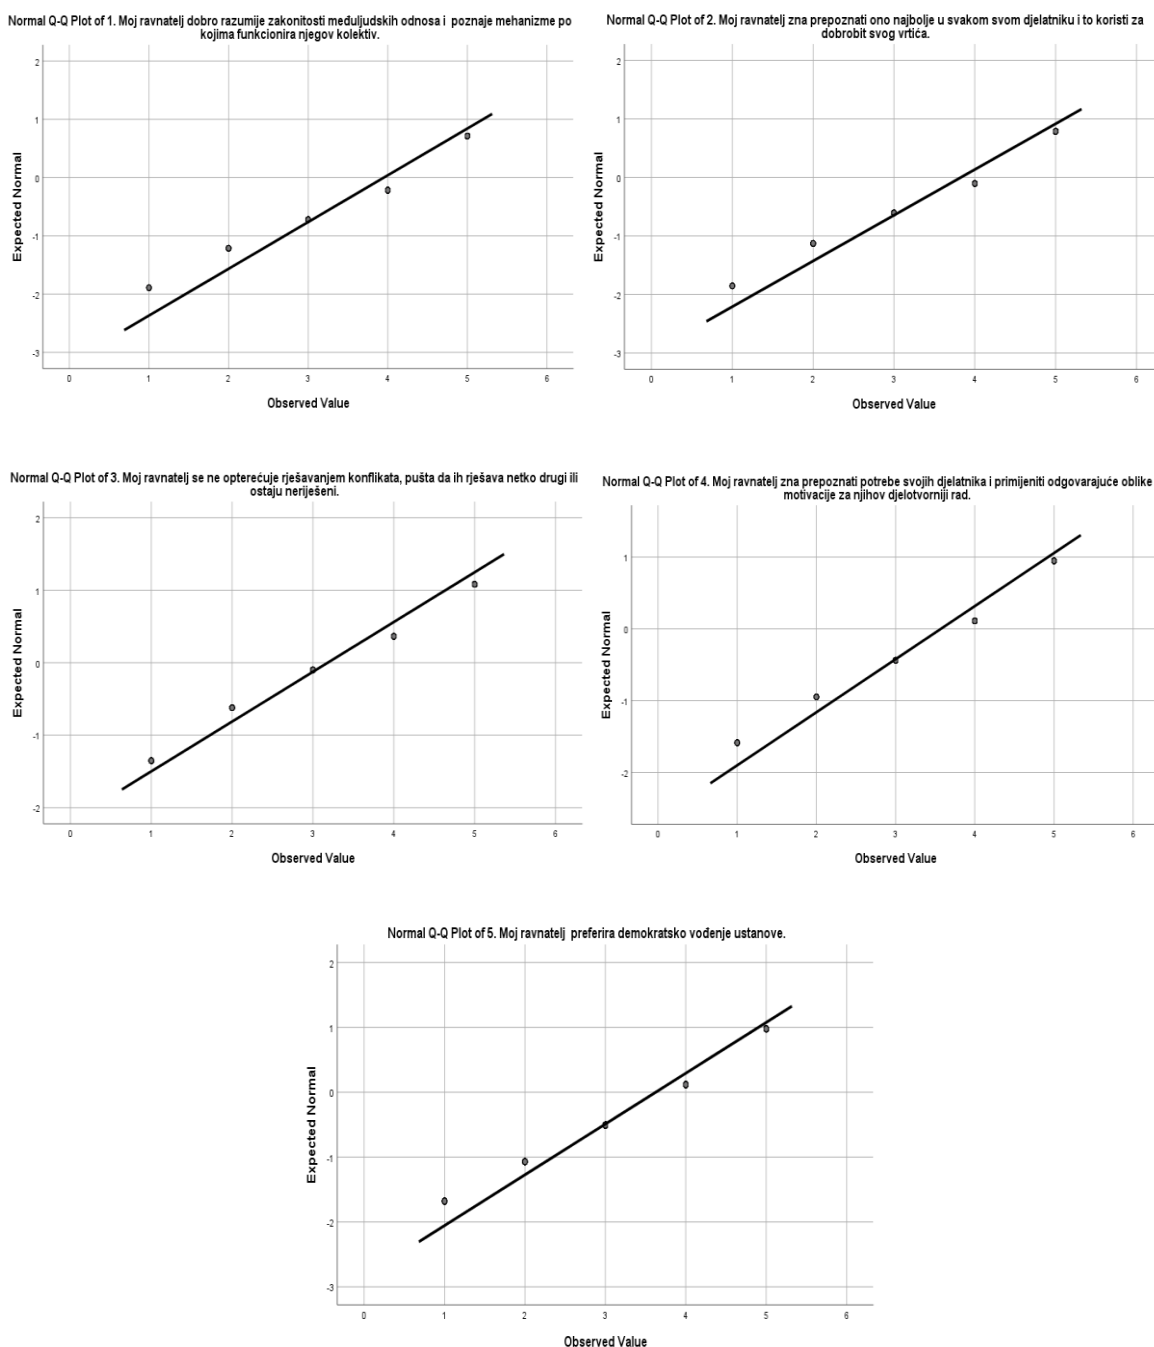 Normal Q-Q Plot of 1. Moj ravnatelj dobro razumije zakonitosti međuljudskih odnosa i poznaje mehanizme po
kojima funkcionira njegov kolektiv.
2
1
0
-1
-2
-3
Expected Normal
0 1 2 3 4 5 6
Observed Value
Normal Q-Q Plot of 2. Moj ravnatelj zna prepoznati ono najbolje u svakom svom djelatniku i to koristi za
dobrobit svog vrtića.
2
1
0
-1
-2
-3
Expected Normal
0 1 2 3 4 5 6
Observed Value
Normal Q-Q Plot of 3. Moj ravnatelj se ne opterećuje rješavanjem konflikata, pušta da ih rješava netko drugi ili
ostaju neriješeni.
2
1
0
-1
-2
Expected Normal
0 1 2 3 4 5 6
Observed Value
Normal Q-Q Plot of 4. Moj ravnatelj zna prepoznati potrebe svojih djelatnika i primijeniti odgovarajuće oblike
motivacije za njihov djelotvorniji rad.
1
0
-1
-2
Expected Normal
0 1 2 3 4 5 6
Observed Value
Normal Q-Q Plot of 5. Moj ravnatelj preferira demokratsko vođenje ustanove.
2
1
0
-1
-2
-3
Expected Normal
0 1 2 3 4 5 6
Observed Value